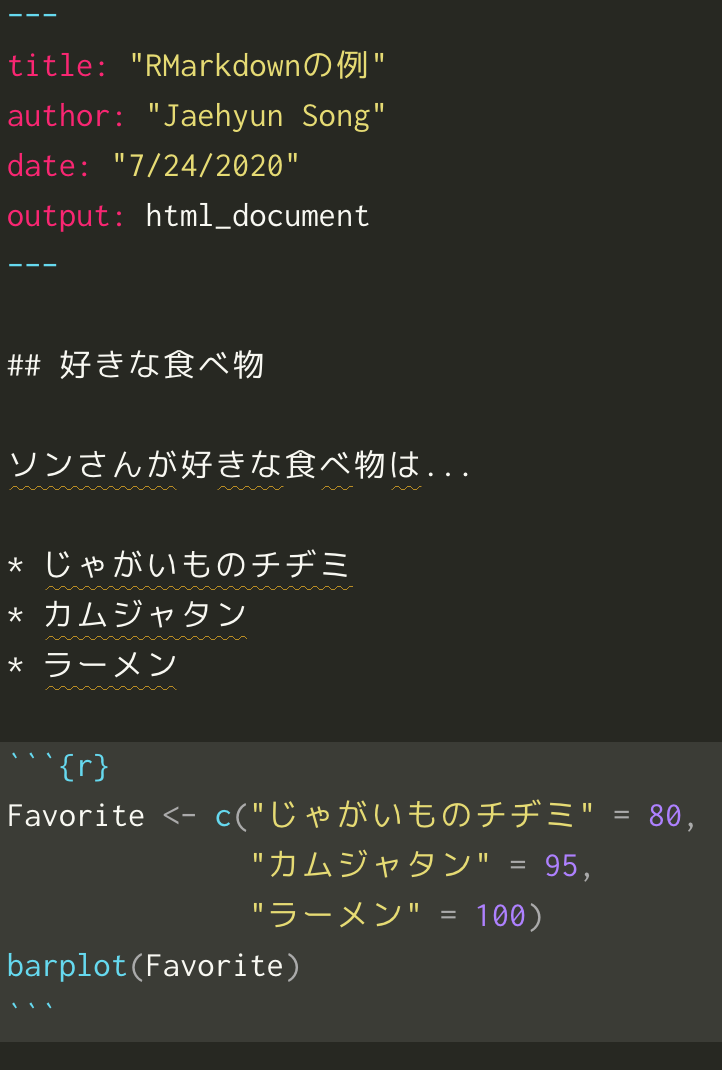 ---
title: "RMarkdownの例"
author: "Jaehyun Song"
date: "7/24/2020"
output: html_document
---
## 好きな食べ物
ソンさんが好きな食べ物は...
* じゃがいものチヂミ
* カムジャタン
* ラーメン
```{r}
Favorite <- c("じゃがいものチヂミ" = 80,
              "カムジャタン" = 95,
              "ラーメン" = 100)
barplot(Favorite)
```